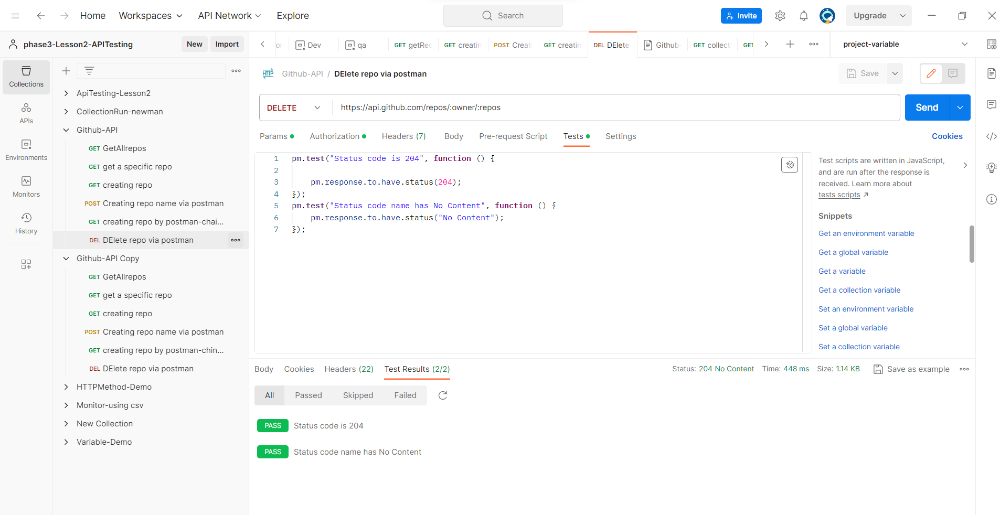 Home Workspaces API Network Explore Search Invite Upgrade
phase3-Lesson2-APITesting New Import
or Dev qa GET getRec GET creatin POST Creat GET creatin DEL DElete Github- GET collect GET project-variable
Collections
APIs
Environments
Monitors
History
ApiTesting-Lesson2
CollectionRun-newman
Github-API
GET GetAllrepos
GET get a specific repo
GET creating repo
POST Creating repo name via postman
GET creating repo by postman-chai...
DEL DElete repo via postman
Github-API Copy
GET GetAllrepos
GET get a specific repo
GET creating repo
POST Creating repo name via postman
GET creating repo by postman-chin...
DEL DElete repo via postman
HTTPMethod-Demo
Monitor-using csv
New Collection
Variable-Demo
HTTP Github-API / DElete repo via postman Save
DELETE https://api.github.com/repos/:owner/:repos Send
Params Authorization Headers (7) Body Pre-request Script Tests Settings Cookies
1 pm.test("Status code is 204", function () {
2
3 pm.response.to.have.status(204);
4 });
5 pm.test("Status code name has No Content", function () {
6 pm.response.to.have.status("No Content");
7 });
Test scripts are written in JavaScript,
and are run after the response is
received. Learn more about
tests scripts ↗
Snippets
Get an environment variable
Get a global variable
Get a variable
Get a collection variable
Set an environment variable
Set a global variable
Set a collection variable
Body Cookies Headers (22) Test Results (2/2) Status: 204 No Content Time: 448 ms Size: 1.14 KB Save as example
All Passed Skipped Failed
PASS Status code is 204
PASS Status code name has No Content